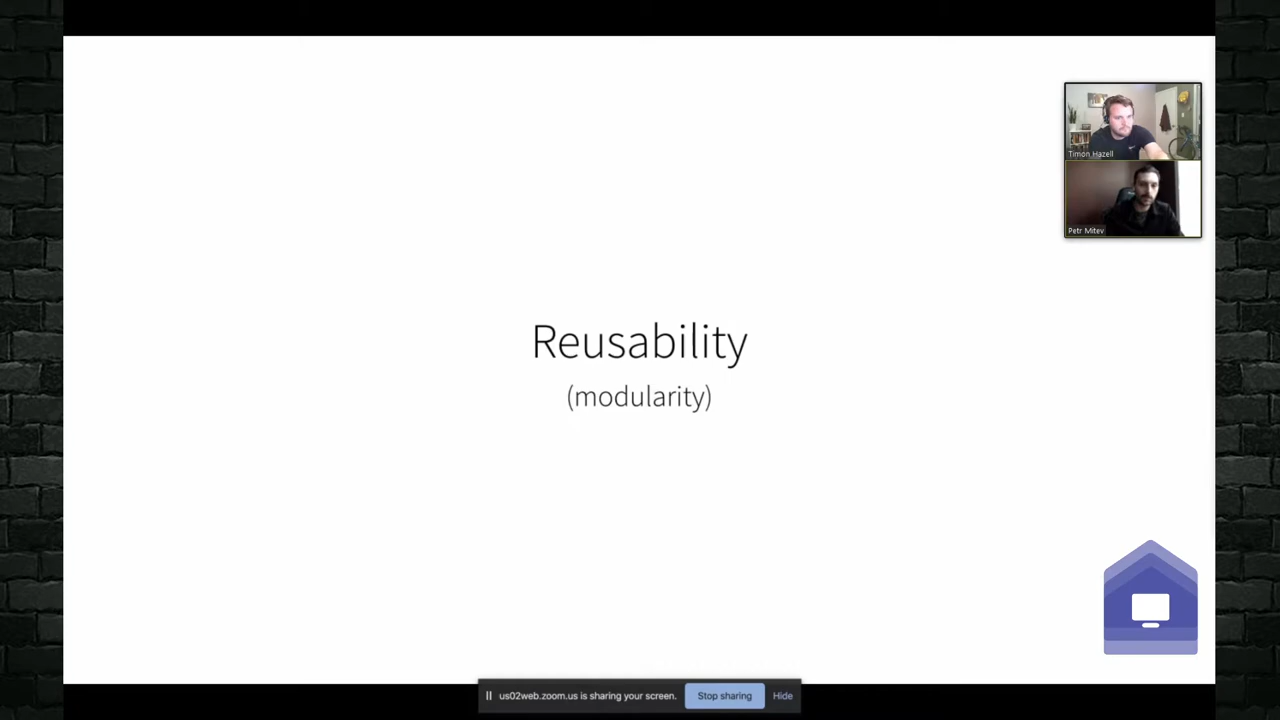 Timon Hazell
Petr Mitev
Reusability
(modularity)
us02web.zoom.us is sharing your screen.
Stop sharing
Hide